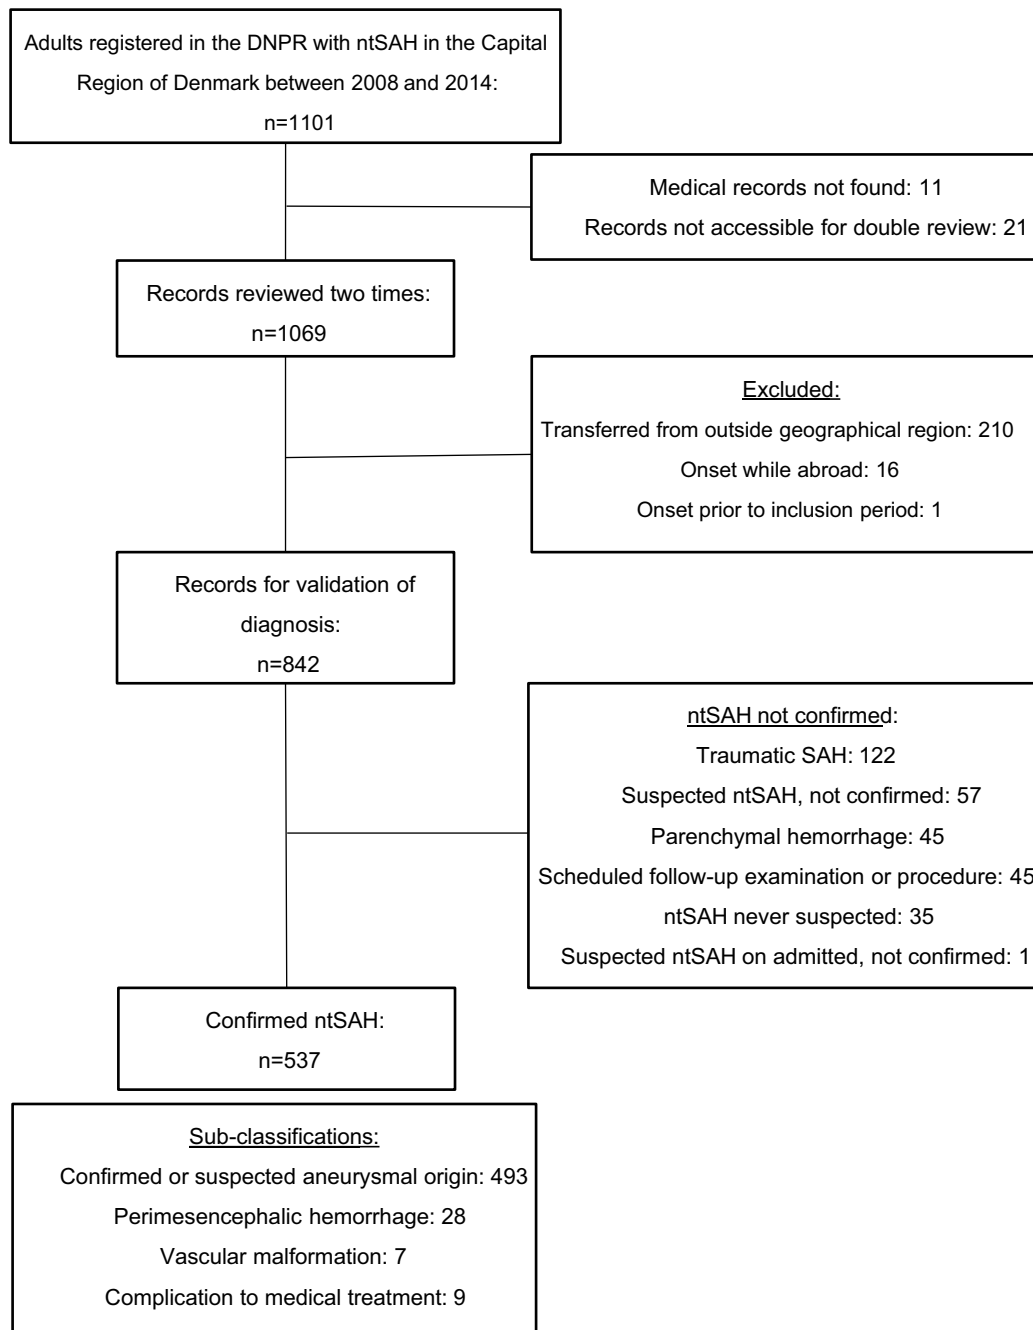 Adults registered in the DNPR with ntSAH in the Capital
Region of Denmark between 2008 and 2014:
n=1101
Medical records not found: 11
Records not accessible for double review: 21
Records reviewed two times:
n=1069
Excluded:
Transferred from outside geographical region: 210
Onset while abroad: 16
Onset prior to inclusion period: 1
Records for validation of
diagnosis:
n=842
ntSAH not confirmed:
Traumatic SAH: 122
Suspected ntSAH, not confirmed: 57
Parenchymal hemorrhage: 45
Scheduled follow-up examination or procedure: 45
ntSAH never suspected: 35
Suspected ntSAH on admitted, not confirmed: 1
Confirmed ntSAH:
n=537
Sub-classifications:
Confirmed or suspected aneurysmal origin: 493
Perimesencephalic hemorrhage: 28
Vascular malformation: 7
Complication to medical treatment: 9